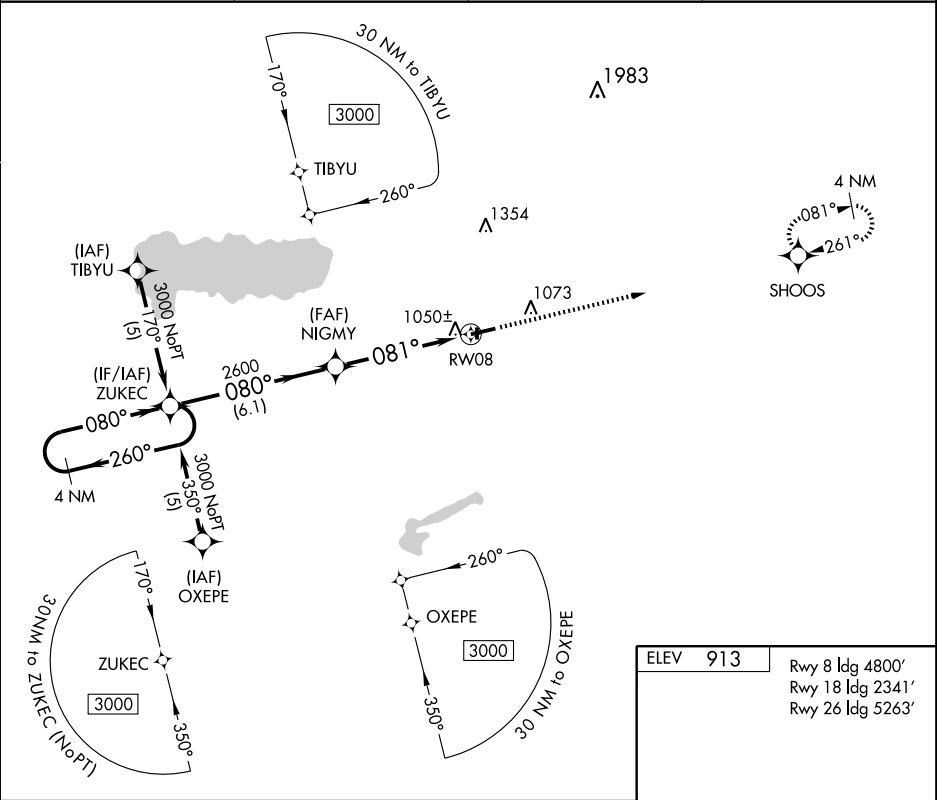 30 NM to TIBYU
170°
3000
TIBYU
260°
1983
4 NM
081°
261°
SHOOS
1354
(IAF)
TIBYU
3000 NoPT
170°
(5)
(FAF)
NIGMY
1050±
1073
081°
RW08
(IF/IAF)
ZUKEC
2600
080°
(6.1)
080°
260°
4 NM
3000 NoPT
350°
(5)
(IAF)
OXEPE
170°
30NM to ZUKEC (NoPT)
ZUKEC
3000
350°
260°
OXEPE
3000
350°
30 NM to OXEPE
ELEV 913
Rwy 8 ldg 4800'
Rwy 18 ldg 2341'
Rwy 26 ldg 5263'